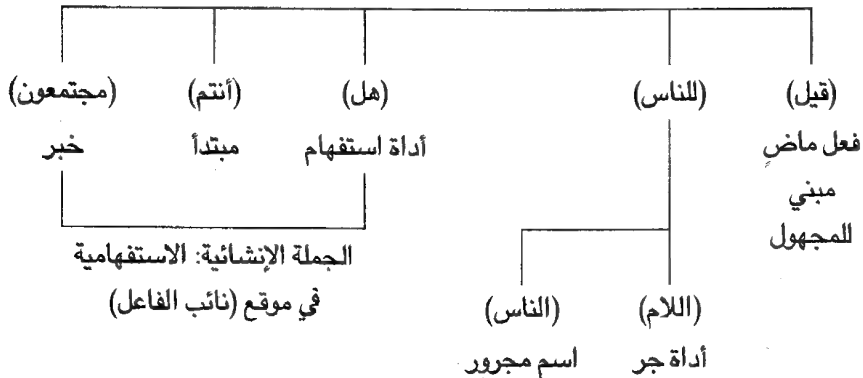 (قيل) (للناس) (هل) (أنتم) (مجتمعون)
فعل ماضٍ أداة استفهام مبتدأ خبر
مبني
للمجهول
الجملة الإنشائية: الاستفهامية
في موقع (نائب الفاعل)
(اللام) (الناس)
أداة جر اسم مجرور